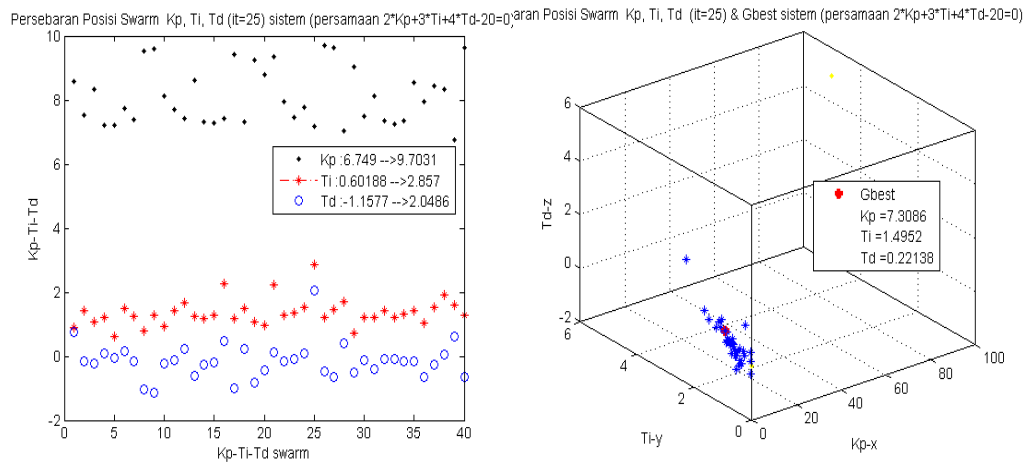 Persebaran Posisi Swarm Kp, Ti, Td (it=25) sistem (persamaan 2*Kp+3*Ti+4*Td-20=0)
10
8
6
4
2
0
-2
Kp-Ti-Td
Kp :6.749 -->9.7031
Ti :0.60188 -->2.857
Td :-1.1577 -->2.0486
0 5 10 15 20 25 30 35 40
Kp-Ti-Td swarm
aran Posisi Swarm Kp, Ti, Td (it=25) & Gbest sistem (persamaan 2*Kp+3*Ti+4*Td-20=0)
6
4
2
0
-2
Td-z
Gbest
Kp =7.3086
Ti =1.4952
Td =0.22138
6
4
2
0
Ti-y
0
20
40
60
80
100
Kp-x